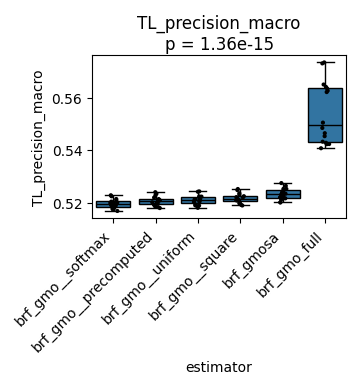 TL_precision_macro
p = 1.36e-15
TL_precision_macro
0.56
0.54
0.52
brf_gmo__softmax
brf_gmo__precomputed
brf_gmo__uniform
brf_gmo__square
brf_gmosa
brf_gmo_full
estimator